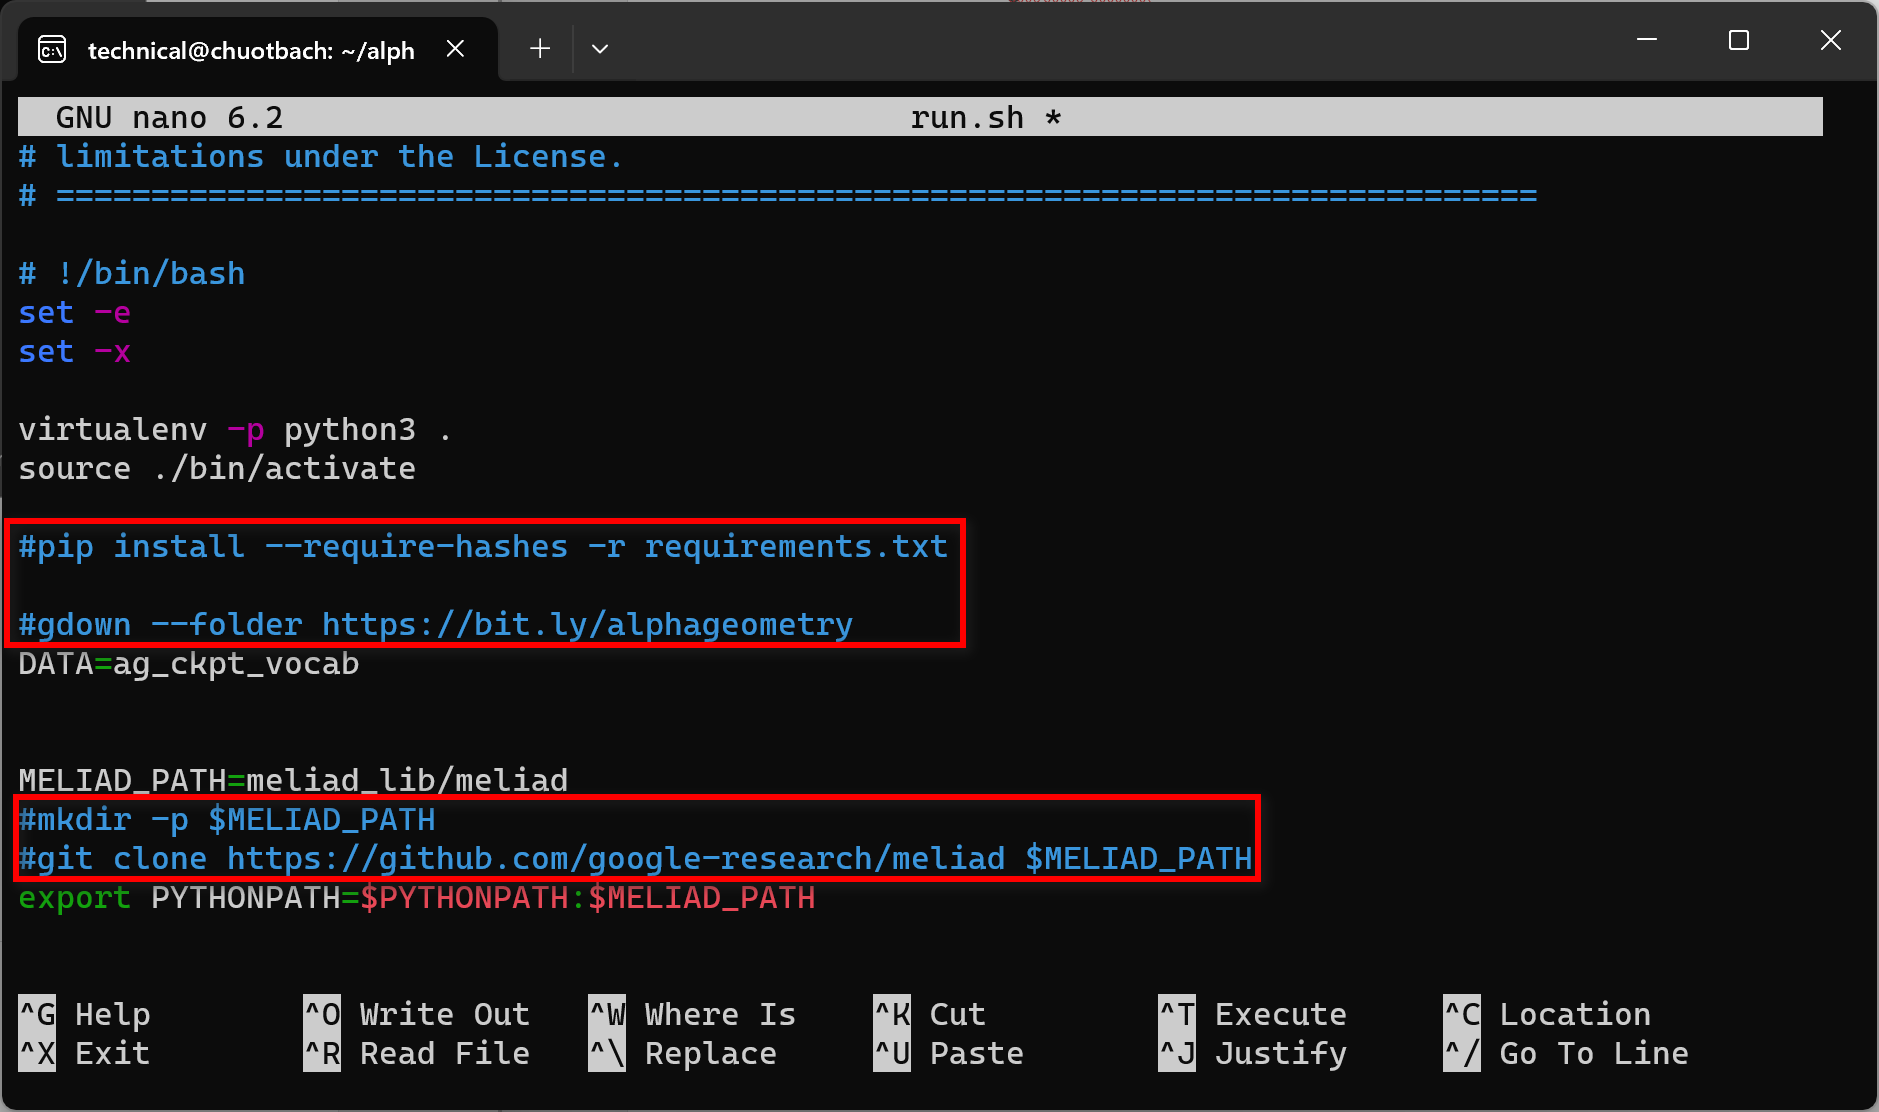 technical@chuotbach: ~/alph
GNU nano 6.2 run.sh *
# limitations under the License.
# ==============================================================================
# !/bin/bash
set -e
set -x
virtualenv -p python3 .
source ./bin/activate
#pip install --require-hashes -r requirements.txt
#gdown --folder https://bit.ly/alphageometry
DATA=ag_ckpt_vocab
MELIAD_PATH=meliad_lib/meliad
#mkdir -p $MELIAD_PATH
#git clone https://github.com/google-research/meliad $MELIAD_PATH
export PYTHONPATH=$PYTHONPATH:$MELIAD_PATH
^G Help ^O Write Out ^W Where Is ^K Cut ^T Execute ^C Location
^X Exit ^R Read File ^\ Replace ^U Paste ^J Justify ^/ Go To Line